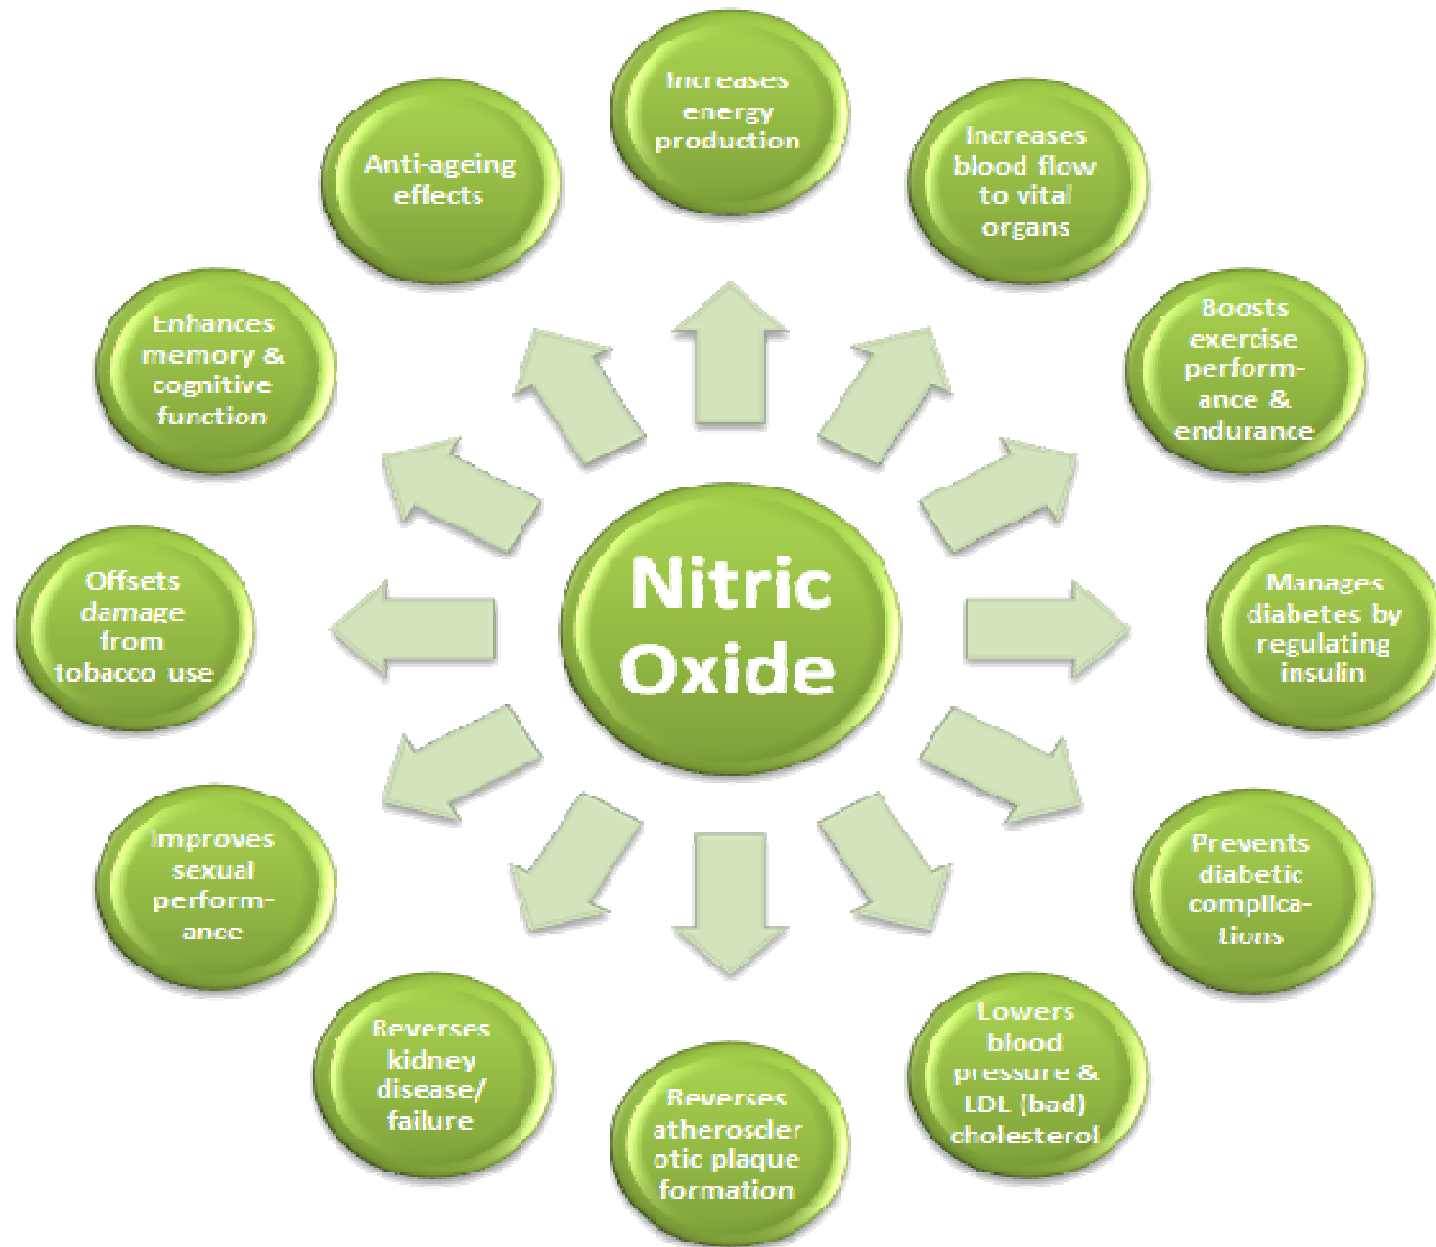 Increases
energy
production
Increases
blood flow
to vital
organs
Boosts
exercise
perform-
ance &
endurance
Manages
diabetes by
regulating
insulin
Prevents
diabetic
complica-
tions
Lowers
blood
pressure &
LDL (bad)
cholesterol
Reverses
atheroscler
otic plaque
formation
Reverses
kidney
disease/
failure
Improves
sexual
perform-
ance
Offsets
damage
from
tobacco use
Enhances
memory &
cognitive
function
Anti-ageing
effects
Nitric
Oxide